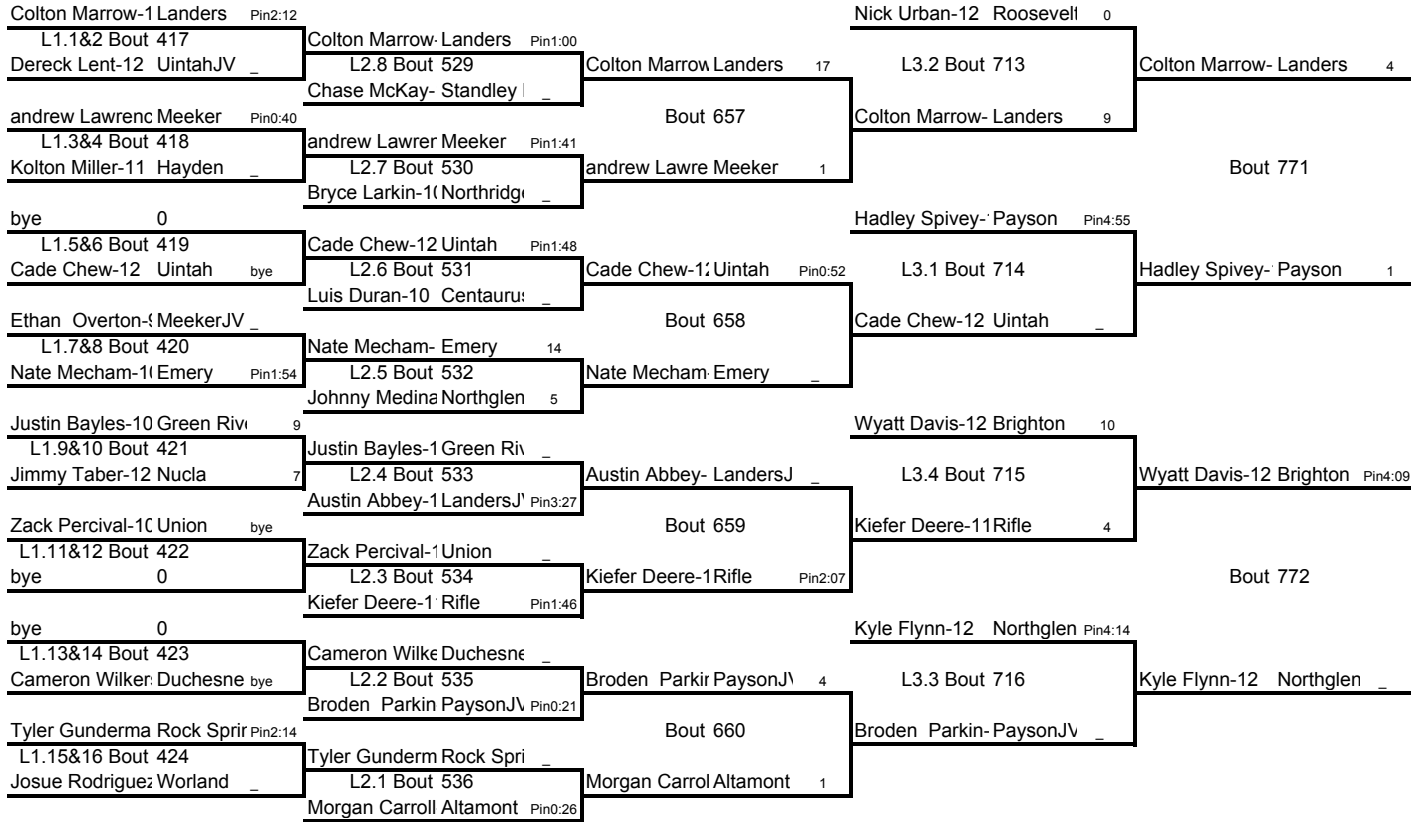 Colton Marrow-1 Landers Pin2:12 Nick Urban-12 Roosevelt 0
L1.1&2 Bout 417 Colton Marrow- Landers Pin1:00
Dereck Lent-12 UintahJV _ L2.8 Bout 529 Colton Marrow Landers 17 L3.2 Bout 713 Colton Marrow- Landers 4
Chase McKay- Standley _
andrew Lawrenc Meeker Pin0:40 Bout 657 Colton Marrow- Landers 9
L1.3&4 Bout 418 andrew Lawrer Meeker Pin1:41
Kolton Miller-11 Hayden _ L2.7 Bout 530 andrew Lawre Meeker 1 Bout 771
Bryce Larkin-1( Northridge _
bye 0 Hadley Spivey- Payson Pin4:55
L1.5&6 Bout 419 Cade Chew-12 Uintah Pin1:48
Cade Chew-12 Uintah bye L2.6 Bout 531 Cade Chew-12 Uintah Pin0:52 L3.1 Bout 714 Hadley Spivey- Payson 1
Luis Duran-10 Centaurus _
Ethan Overton-9 MeekerJV _ Bout 658 Cade Chew-12 Uintah _
L1.7&8 Bout 420 Nate Mecham- Emery 14
Nate Mecham-1( Emery Pin1:54 L2.5 Bout 532 Nate Mecham- Emery _
Johnny Medina Northglen 5
Justin Bayles-10 Green Rive 9 Wyatt Davis-12 Brighton 10
L1.9&10 Bout 421 Justin Bayles-1 Green Riv _
Jimmy Taber-12 Nucla 7 L2.4 Bout 533 Austin Abbey- LandersJ _ L3.4 Bout 715 Wyatt Davis-12 Brighton Pin4:09
Austin Abbey-1 LandersJV Pin3:27
Zack Percival-10 Union bye Bout 659 Kiefer Deere-11 Rifle 4
L1.11&12 Bout 422 Zack Percival-1 Union _
bye 0 L2.3 Bout 534 Kiefer Deere-1 Rifle Pin2:07 Bout 772
Kiefer Deere-1 Rifle Pin1:46
bye 0 Kyle Flynn-12 Northglen Pin4:14
L1.13&14 Bout 423 Cameron Wilke Duchesne _
Cameron Wilker Duchesne bye L2.2 Bout 535 Broden Parkir PaysonJV 4 L3.3 Bout 716 Kyle Flynn-12 Northglen _
Broden Parkin PaysonJV Pin0:21
Tyler Gunderma Rock Sprir Pin2:14 Bout 660 Broden Parkin- PaysonJV _
L1.15&16 Bout 424 Tyler Gunderm Rock Spri _
Josue Rodriguez Worland _ L2.1 Bout 536 Morgan Carrol Altamont 1
Morgan Carroll Altamont Pin0:26